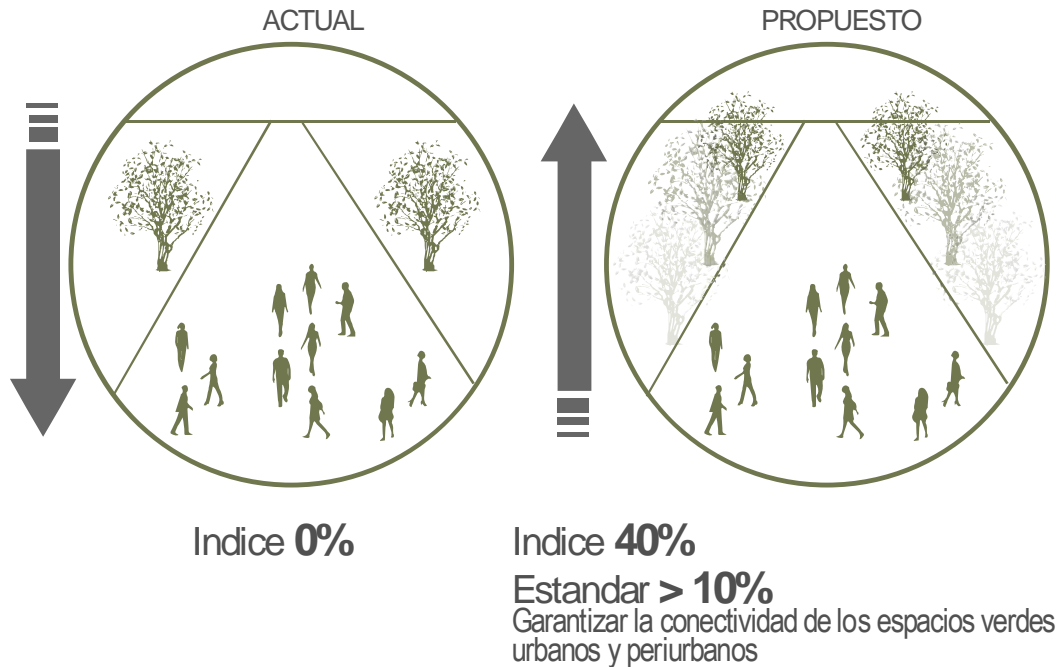 ACTUAL
PROPUESTO
Indice 0%
Indice 40%
Estandar > 10%
Garantizar la conectividad de los espacios verdes
urbanos y periurbanos